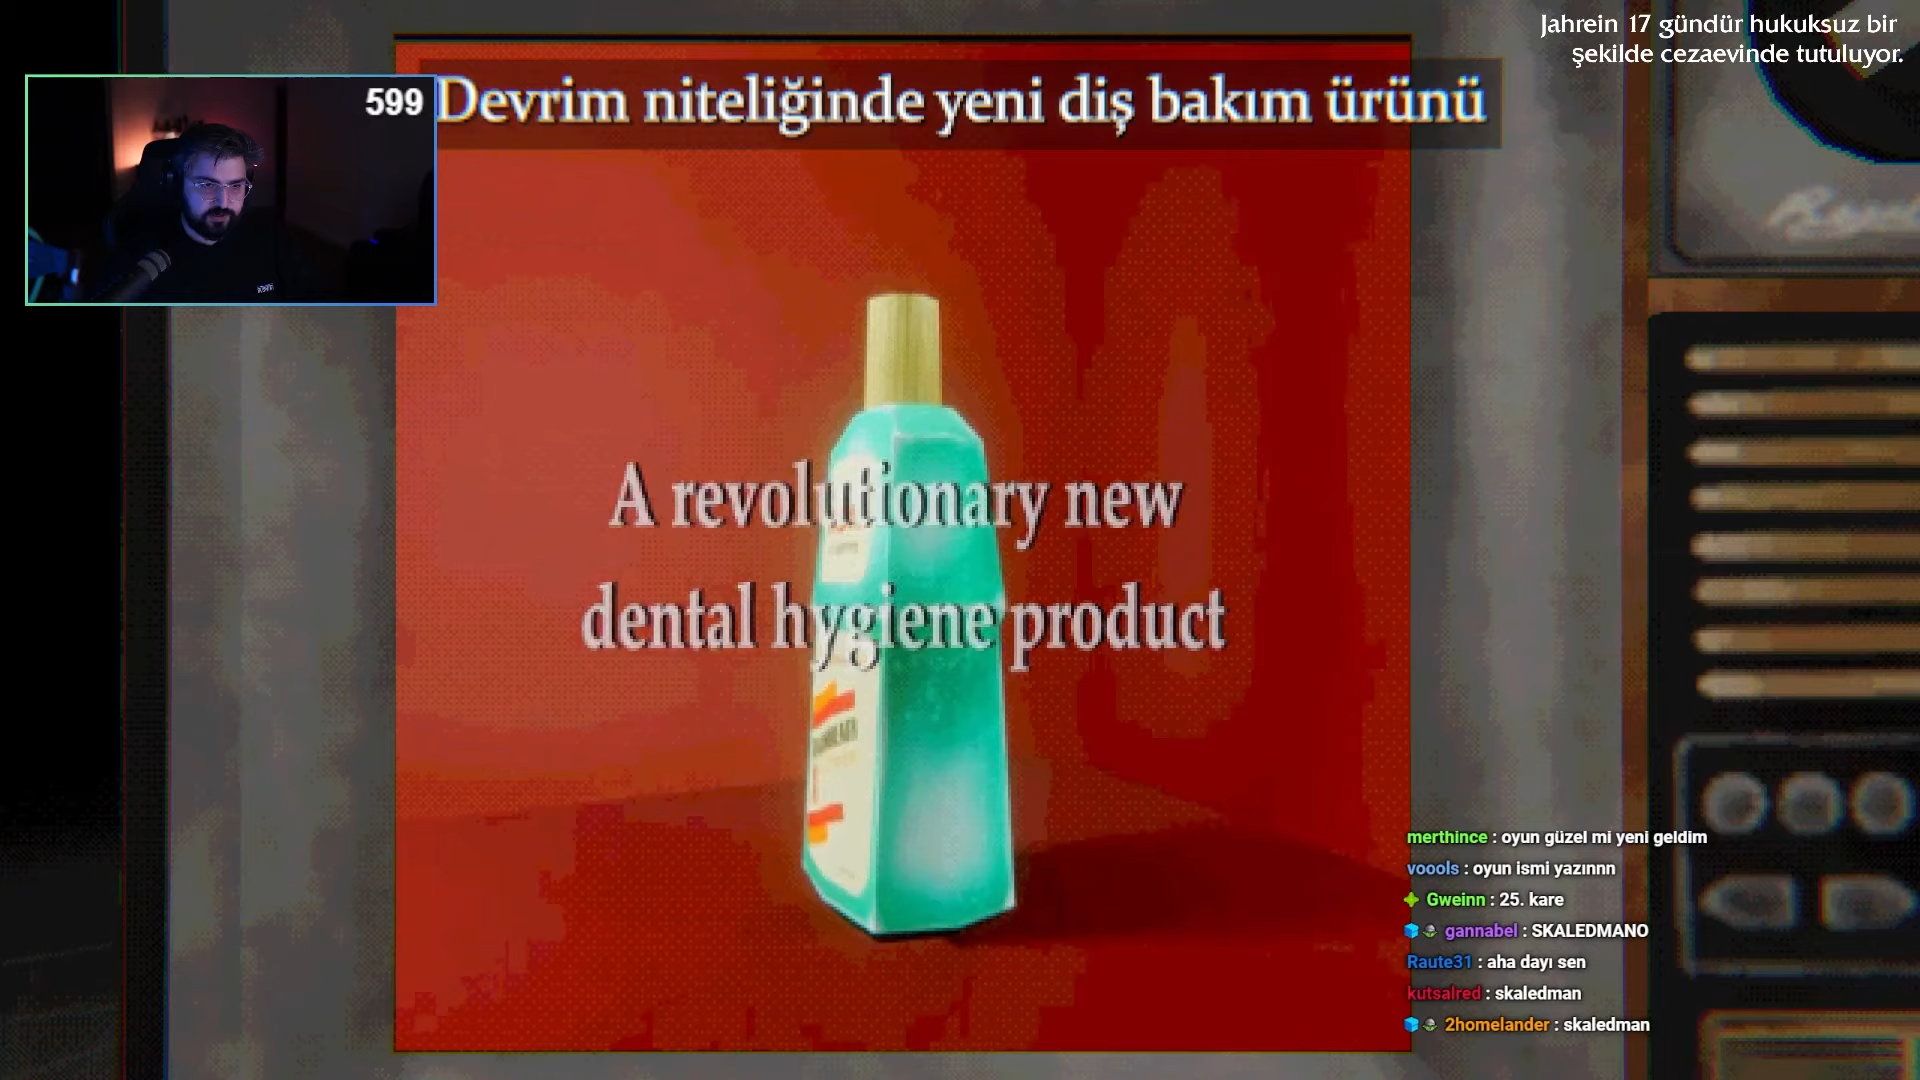 Jahrein 17 gündür hukuksuz bir
şekilde cezaevinde tutuluyor.
599
Devrim niteliğinde yeni diş bakım ürünü
A revolutionary new
dental hygiene product
merthince : oyun güzel mi yeni geldim
voools : oyun ismi yazınnn
Gweinn : 25. kare
gannabel : SKALEDMANO
Raute31 : aha dayı sen
kutsalred : skaledman
2homelander : skaledman